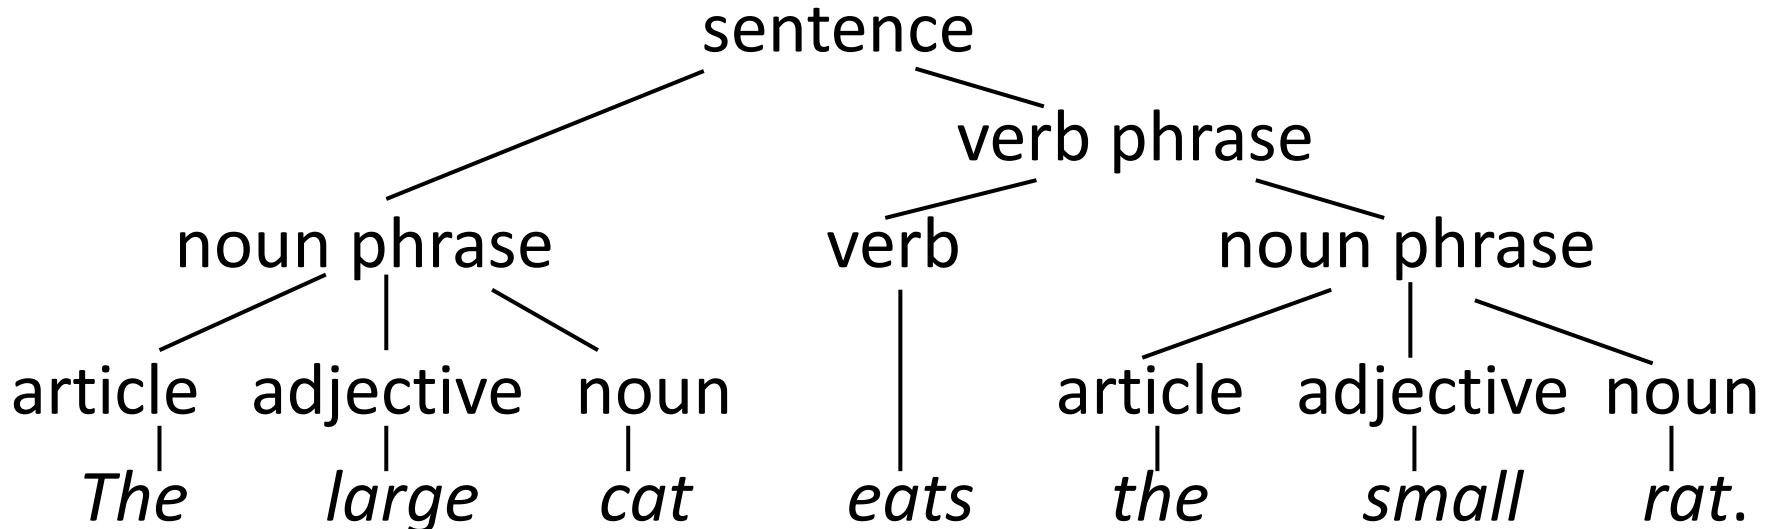 sentence
verb phrase
noun phrase verb noun phrase
article adjective noun article adjective noun
The large cat eats the small rat.